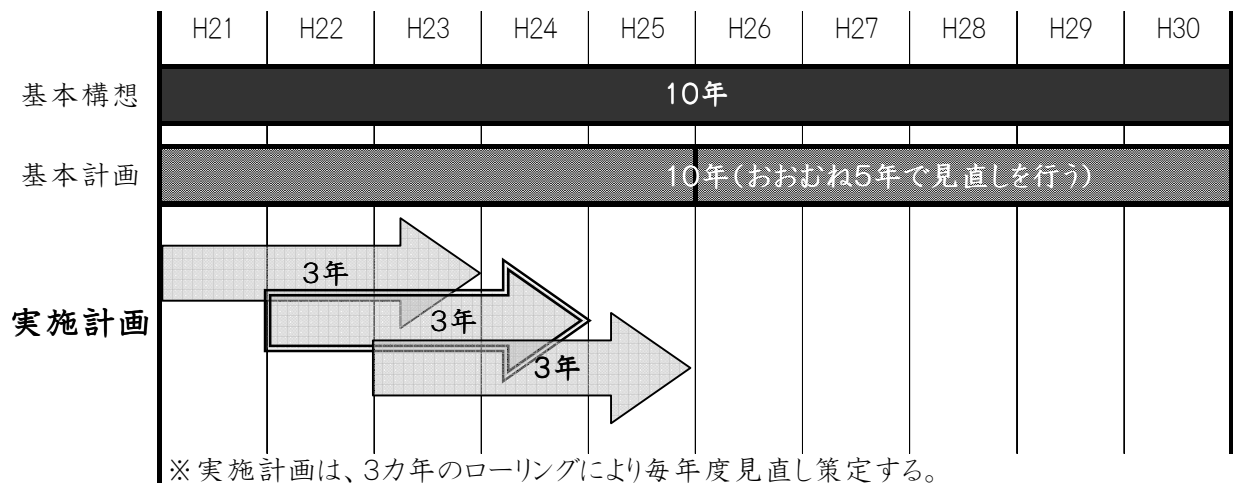 H21 H22 H23 H24 H25 H26 H27 H28 H29 H30
基本構想 10年
基本計画 10年(おおむね5年で見直しを行う)
3年
実施計画 3年
3年
※実施計画は、3カ年のローリングにより毎年度見直し策定する。